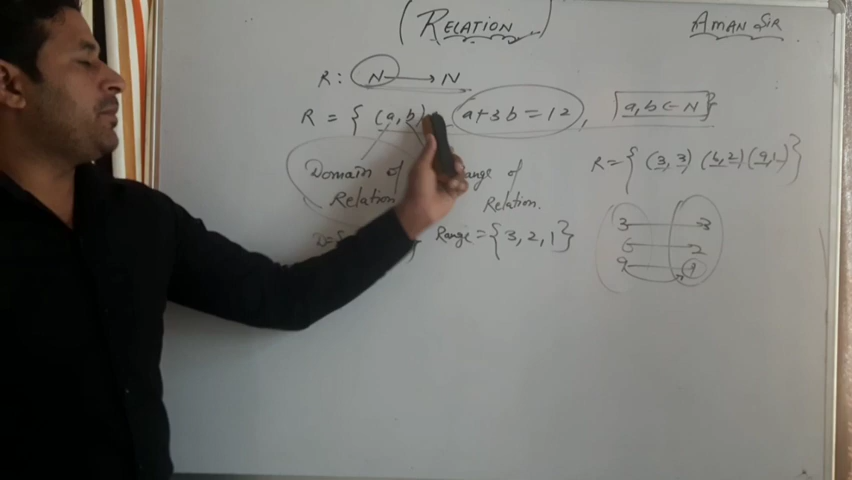 (RELATION)
AMAN SIR
R: N → N
R = { (a, b) a+3b = 12, a, b ∈ N }
Domain of Relation
Range of Relation.
R = { (3, 3) (6, 2) (9, 1) }
D = {
Range = {3, 2, 1}
3 → 3
6 → 2
9 → 1